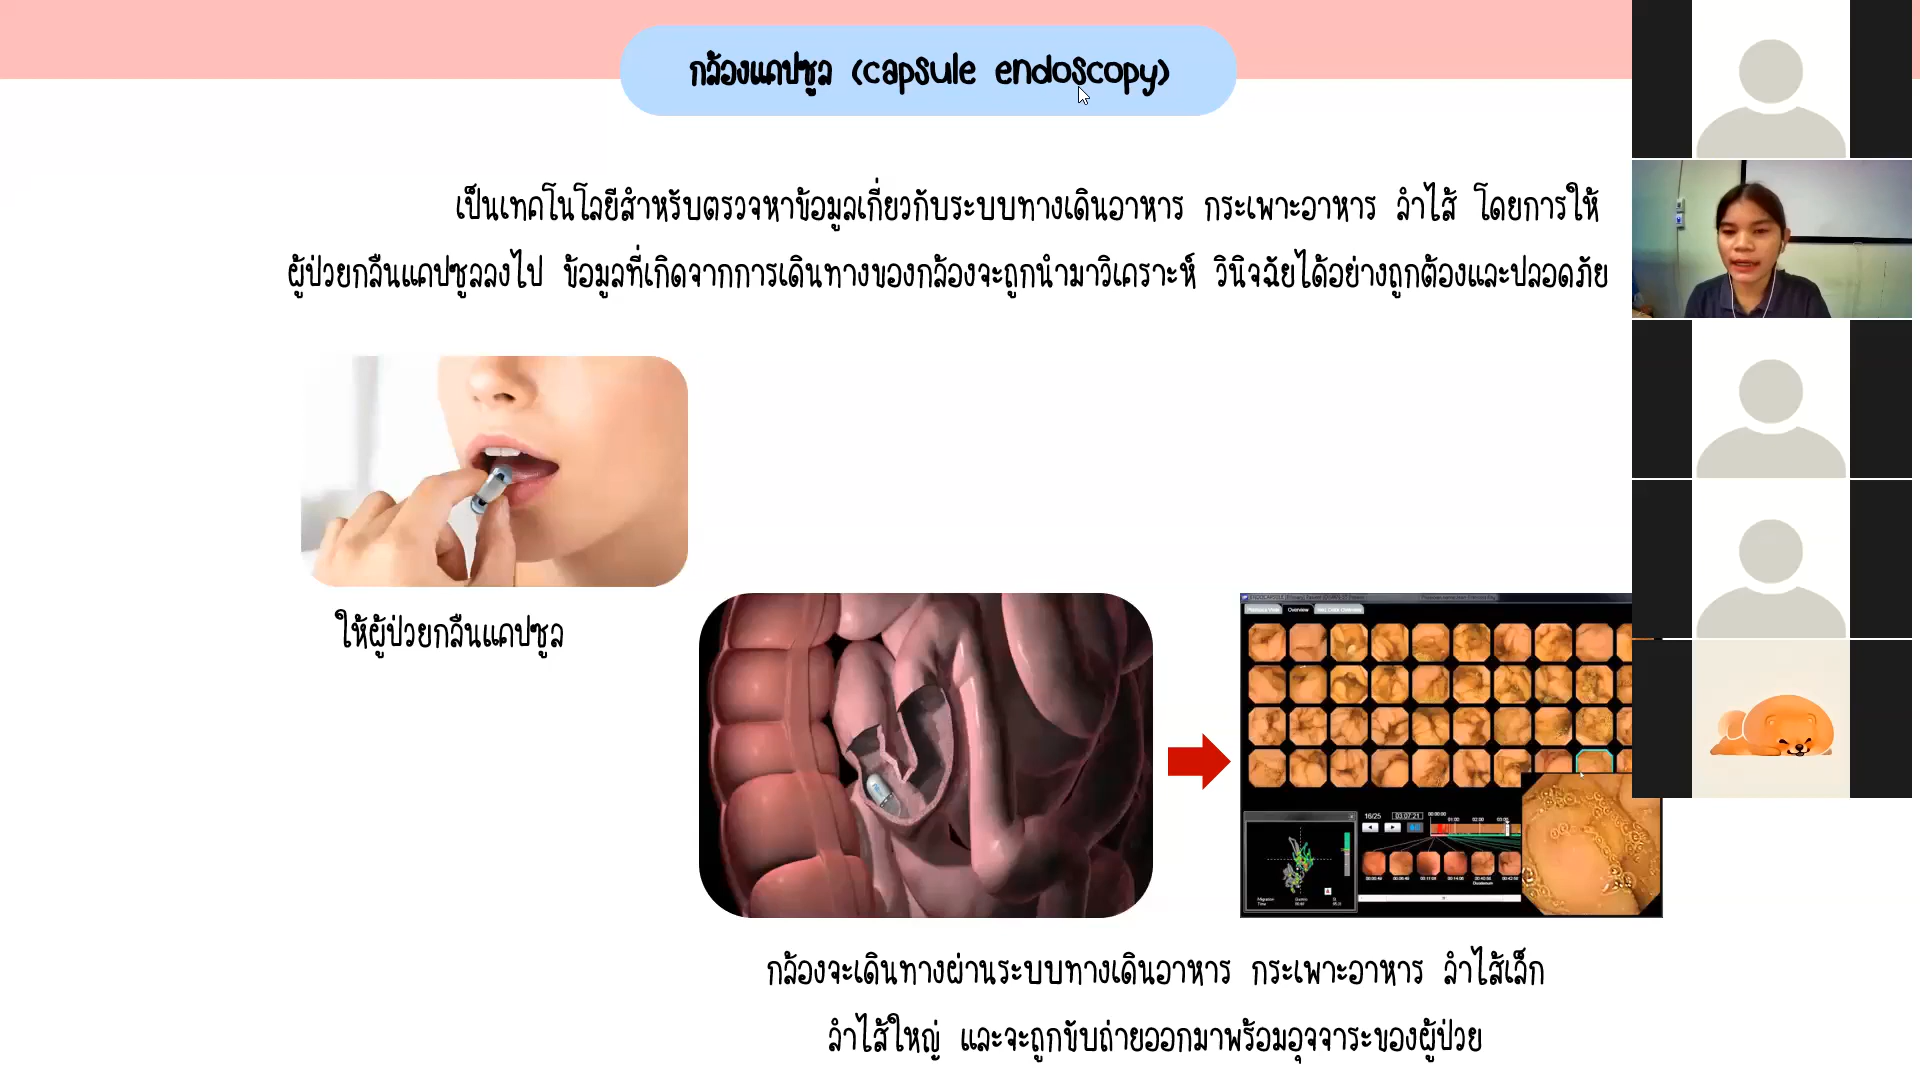 กล้องแคปซูล (capsule endoscopy)
เป็นเทคโนโลยีสำหรับตรวจหาข้อมูลเกี่ยวกับระบบทางเดินอาหาร กระเพาะอาหาร ลำไส้ โดยการให้
ผู้ป่วยกลืนแคปซูลลงไป ข้อมูลที่เกิดจากการเดินทางของกล้องจะถูกนำมาวิเคราะห์ วินิจฉัยได้อย่างถูกต้องและปลอดภัย
ให้ผู้ป่วยกลืนแคปซูล
Overview
16/25
03:07:21
กล้องจะเดินทางผ่านระบบทางเดินอาหาร กระเพาะอาหาร ลำไส้เล็ก
ลำไส้ใหญ่ และจะถูกขับถ่ายออกมาพร้อมอุจจาระของผู้ป่วย